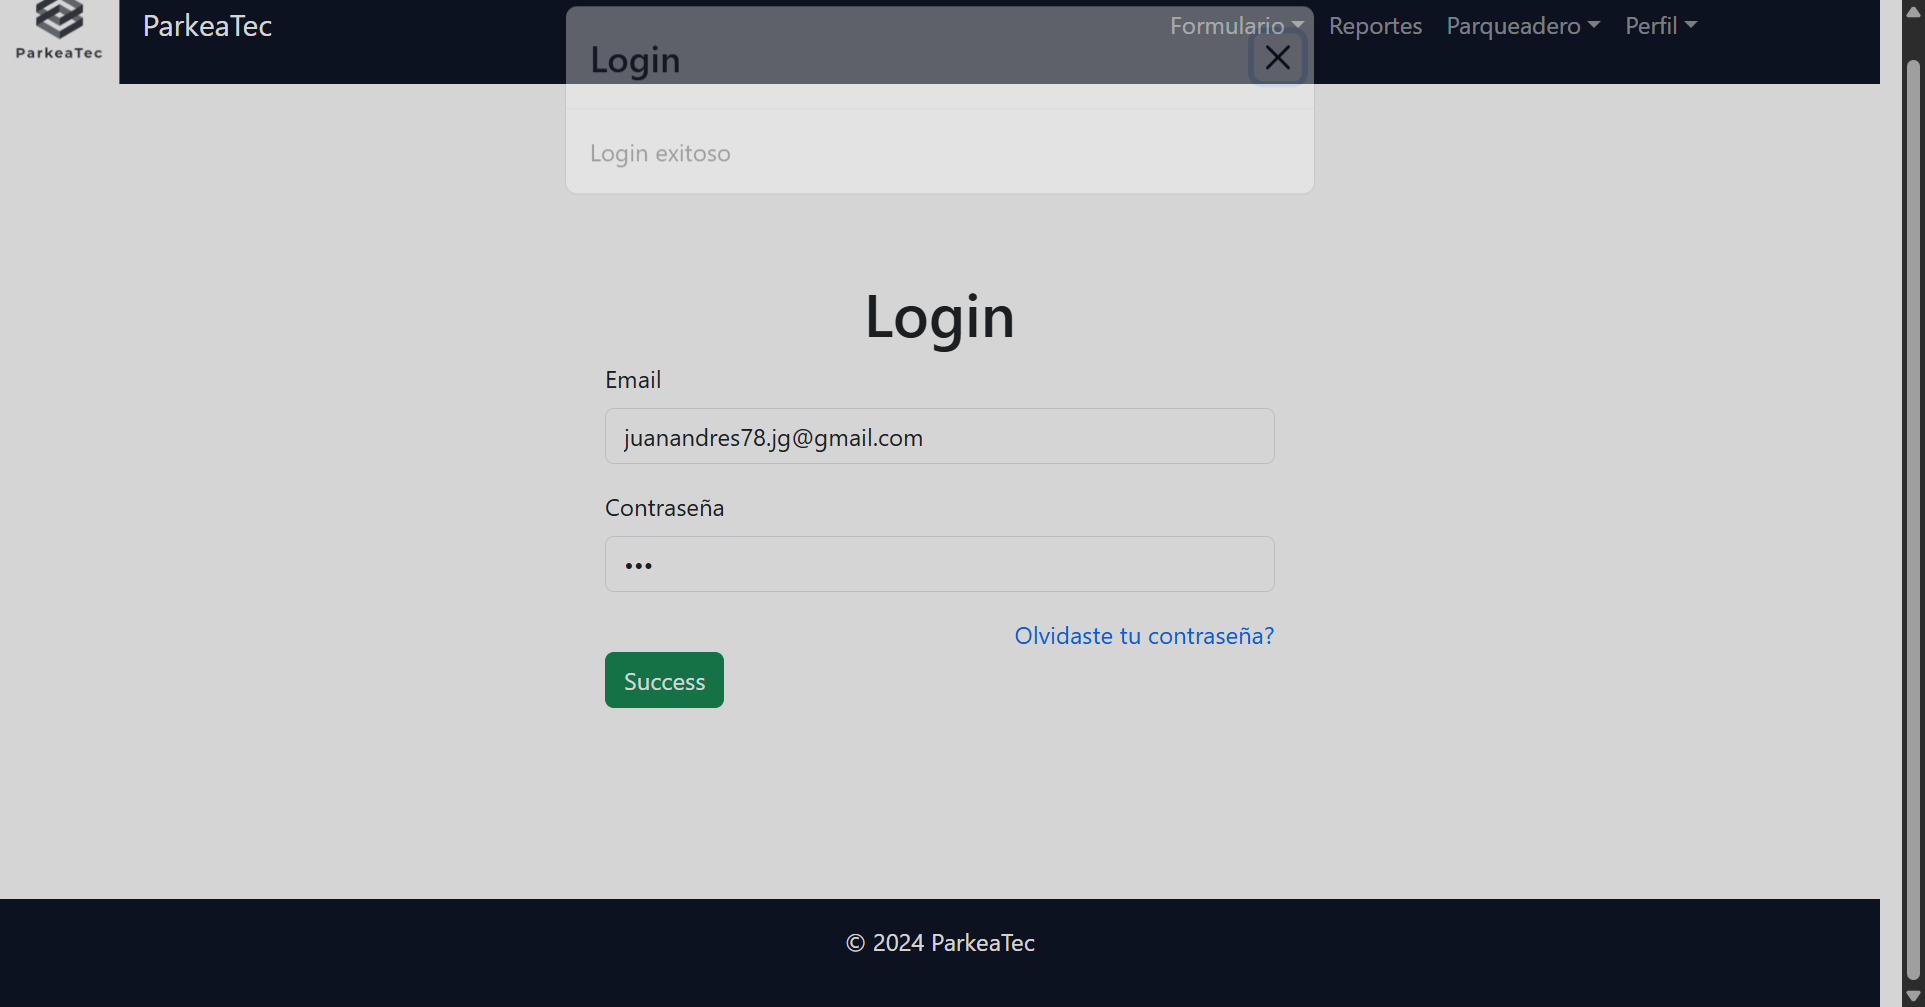 ParkeaTec
ParkeaTec
Formulario Reportes Parqueadero Perfil
Login
Login exitoso
Login
Email
juanandres78.jg@gmail.com
Contraseña
•••
Olvidaste tu contraseña?
Success
© 2024 ParkeaTec